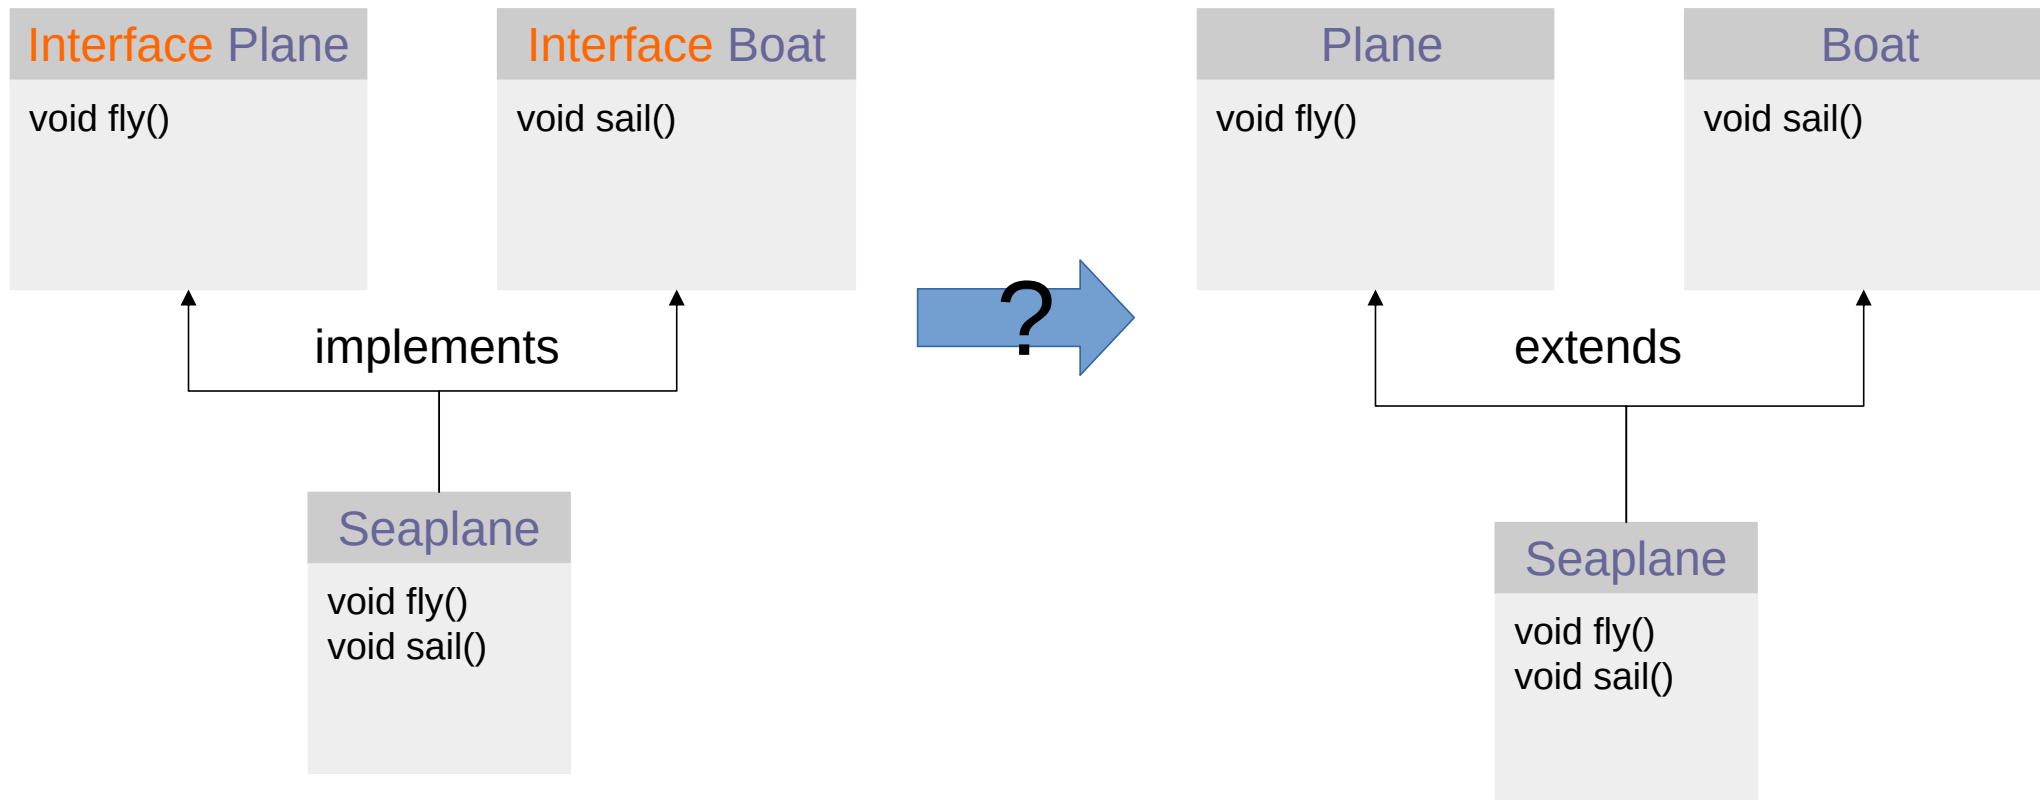 Interface Plane
void fly()
Interface Boat
void sail()
implements
Seaplane
void fly()
void sail()
?
Plane
void fly()
Boat
void sail()
extends
Seaplane
void fly()
void sail()